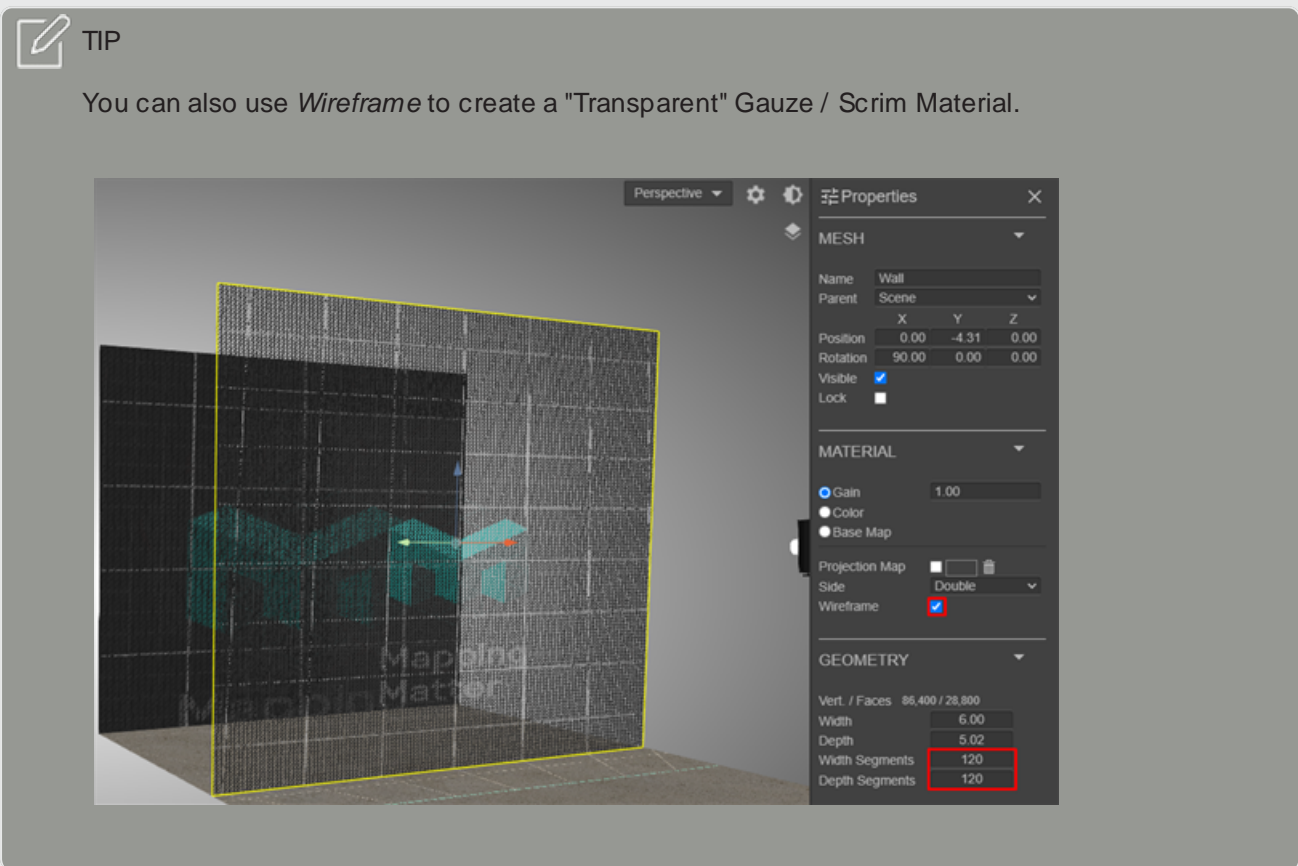 TIP
You can also use Wireframe to create a "Transparent" Gauze / Scrim Material.
Perspective
Properties
MESH
Name Wall
Parent Scene
X Y Z
Position 0.00 -4.31 0.00
Rotation 90.00 0.00 0.00
Visible
Lock
MATERIAL
Gain 1.00
Color
Base Map
Projection Map
Side Double
Wireframe
GEOMETRY
Vert. / Faces 86,400 / 28,800
Width 6.00
Depth 5.02
Width Segments 120
Depth Segments 120
Mapping
Matter